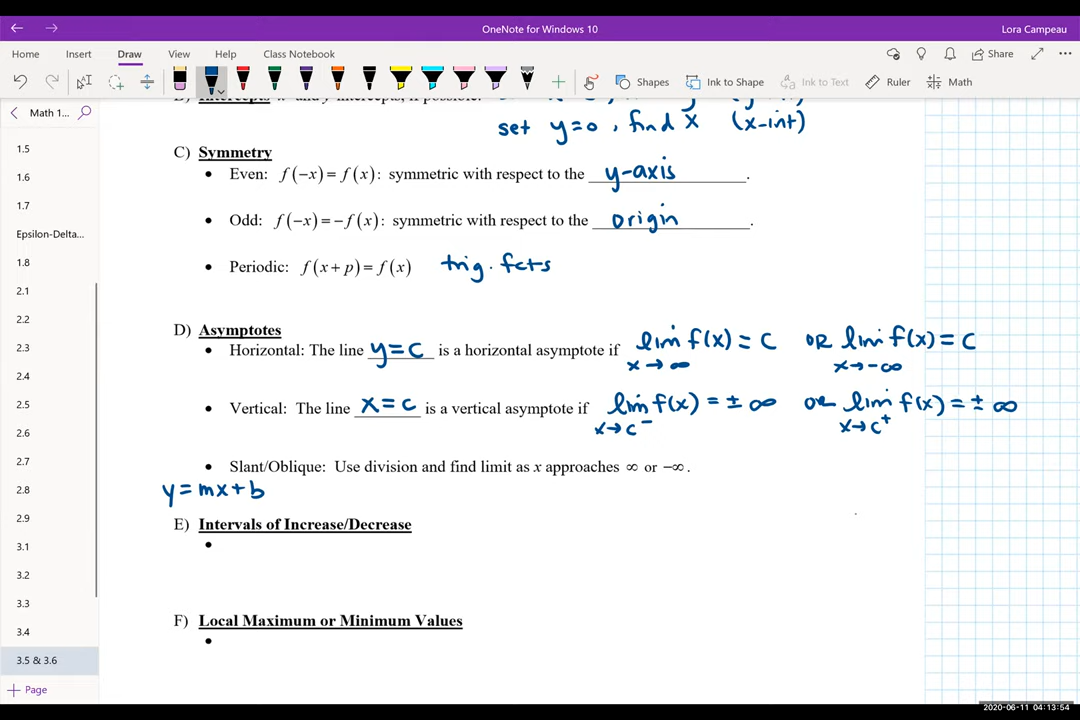 OneNote for Windows 10
Lora Campeau
Home Insert Draw View Help Class Notebook
Share
Shapes Ink to Shape Ink to Text Ruler Math
Math 1...
1.5
1.6
1.7
Epsilon-Delta...
1.8
2.1
2.2
2.3
2.4
2.5
2.6
2.7
2.8
2.9
3.1
3.2
3.3
3.4
3.5 & 3.6
Page
set y=0, find x (x-int)
C) Symmetry
• Even: f(−x) = f(x): symmetric with respect to the y-axis.
• Odd: f(−x) = −f(x): symmetric with respect to the origin.
• Periodic: f(x + p) = f(x) trig. fcts
D) Asymptotes
• Horizontal: The line y=c is a horizontal asymptote if lim x→∞ f(x) = c OR lim x→-∞ f(x) = c
• Vertical: The line x=c is a vertical asymptote if lim x→c⁻ f(x) = ± ∞ or lim x→c⁺ f(x) = ± ∞
• Slant/Oblique: Use division and find limit as x approaches ∞ or −∞.
y = mx + b
E) Intervals of Increase/Decrease
•
F) Local Maximum or Minimum Values
•
2020-06-11 04:13:54